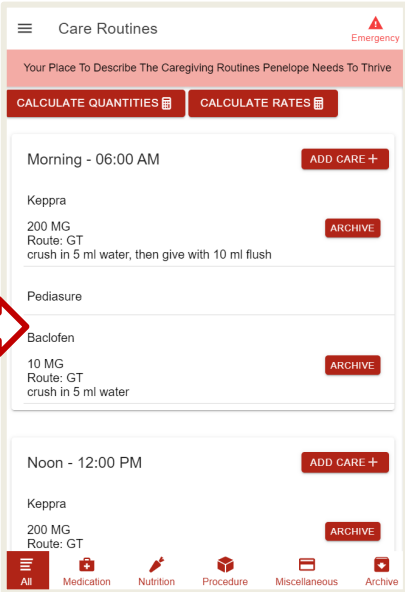 Care Routines
Emergency
Your Place To Describe The Caregiving Routines Penelope Needs To Thrive
CALCULATE QUANTITIES
CALCULATE RATES
Morning - 06:00 AM
ADD CARE +
Keppra
200 MG
ARCHIVE
Route: GT
crush in 5 ml water, then give with 10 ml flush
Pediasure
Baclofen
10 MG
ARCHIVE
Route: GT
crush in 5 ml water
Noon - 12:00 PM
ADD CARE +
Keppra
200 MG
ARCHIVE
Route: GT
All
Medication
Nutrition
Procedure
Miscellaneous
Archive